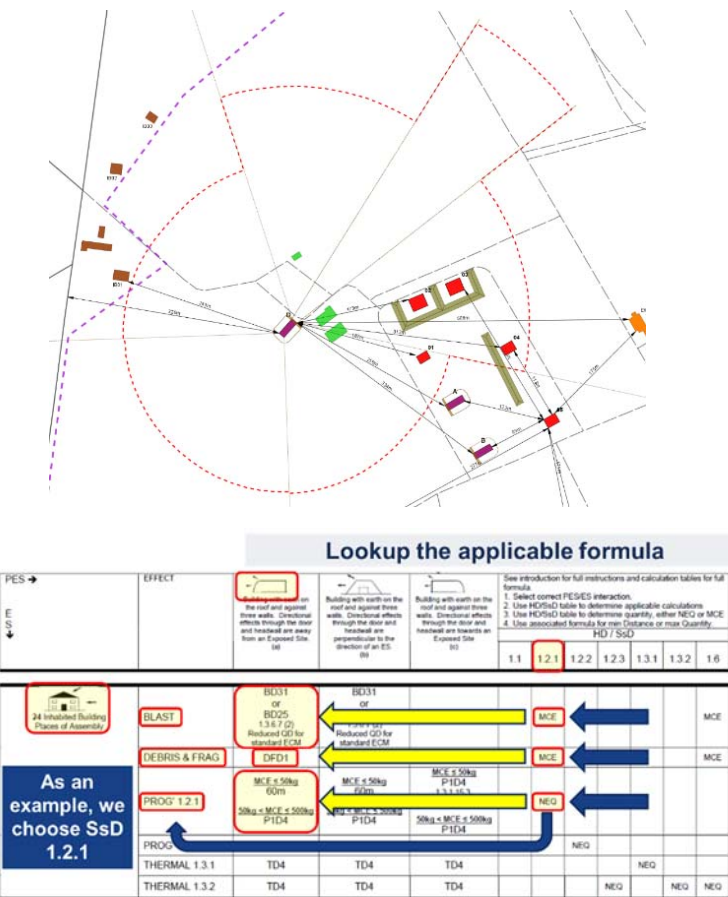 A
B
Lookup the applicable formula
PES →
E
S
EFFECT
Building with earth on
the roof and against
three walls. Directional
effects through the door
and headwall are away
from an Exposed Site.
(a)
Building with earth on
the roof and against
three walls. Directional
effects through the door
and headwall are
perpendicular to the
direction of an ES.
(b)
Building with earth on
the roof and against
three walls. Directional
effects through the door
and headwall are towards an
Exposed Site
(c)
See introduction for full instructions and calculation tables for full
formula.
1. Select correct PES/ES interaction.
2. Use HD/SsD table to determine applicable calculations
3. Use HD/SsD table to determine quantity, either NEQ or MCE
4. Use associated formula for min Distance or max Quantity
HD / SsD
1.1 1.2.1 1.2.2 1.2.3 1.3.1 1.3.2 1.6
24 Inhabited Building
Places of Assembly
BLAST
BD31
or
BD25
1.3.6.7 (2)
Reduced QD for
standard ECM
BD31
or
1.3.6.7 (2)
Reduced QD for
standard ECM
MCE
MCE
DEBRIS & FRAG
DFD1
MCE
MCE
As an
example, we
choose SsD
1.2.1
PROG' 1.2.1
MCE ≤ 50kg
60m
50kg < MCE ≤ 500kg
P1D4
MCE ≤ 50kg
60m
P1D4
MCE ≤ 50kg
P1D4
50kg < MCE ≤ 500kg
P1D4
NEQ
PROG
NEQ
THERMAL 1.3.1 TD4 TD4 TD4 NEQ
THERMAL 1.3.2 TD4 TD4 TD4 NEQ NEQ NEQ